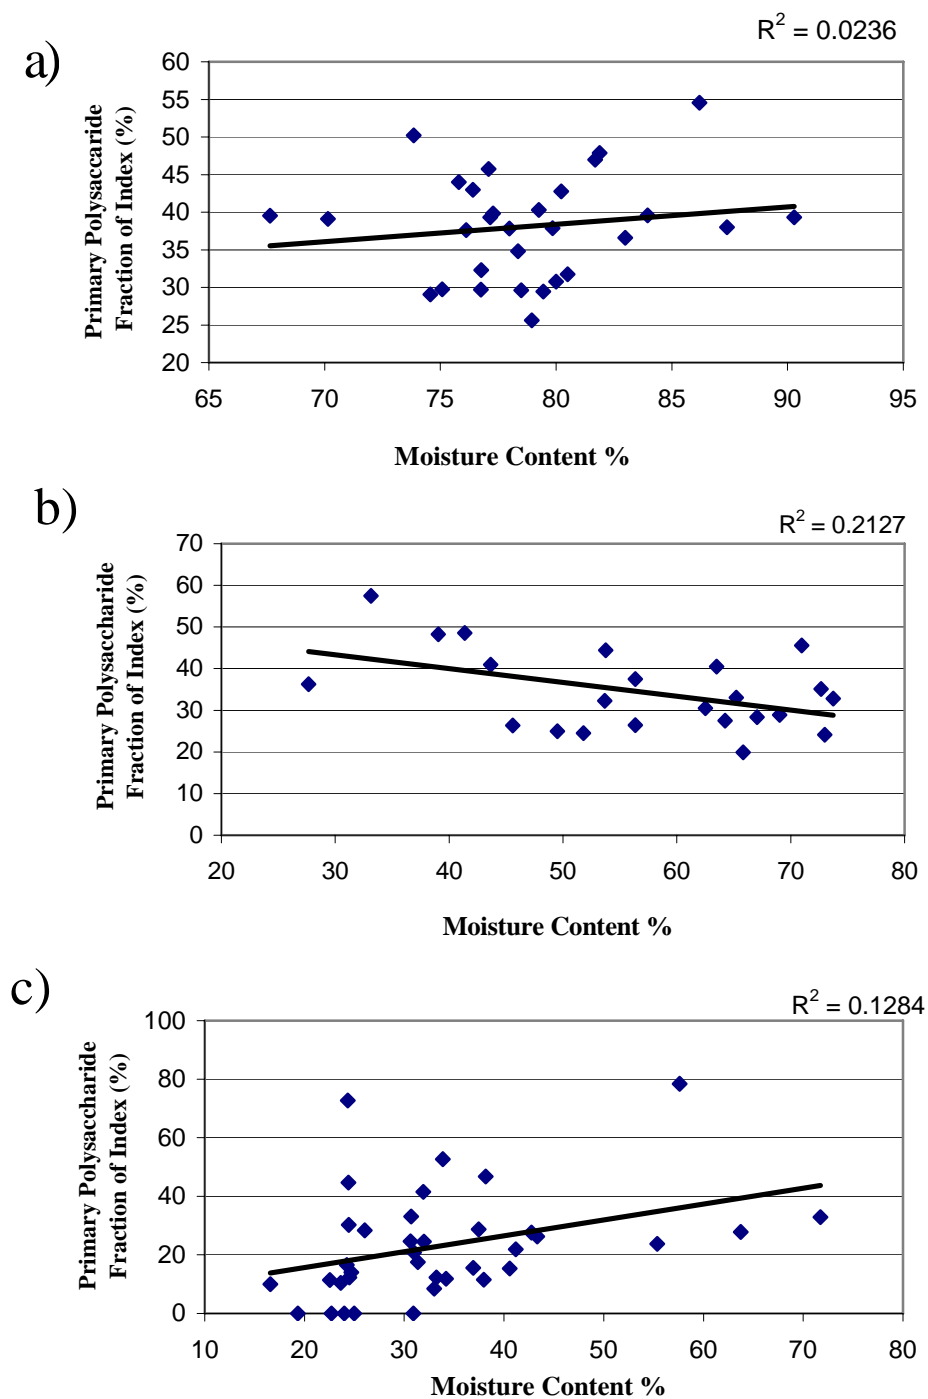 R² = 0.0236
a)
Primary Polysaccaride
Fraction of Index (%)
60
55
50
45
40
35
30
25
20
65 70 75 80 85 90 95
Moisture Content %
b)
R² = 0.2127
Primary Polysaccharide
Fraction of Index (%)
70
60
50
40
30
20
10
0
20 30 40 50 60 70 80
Moisture Content %
c)
R² = 0.1284
Primary Polysaccharide
Fraction of Index (%)
100
80
60
40
20
0
10 20 30 40 50 60 70 80
Moisture Content %